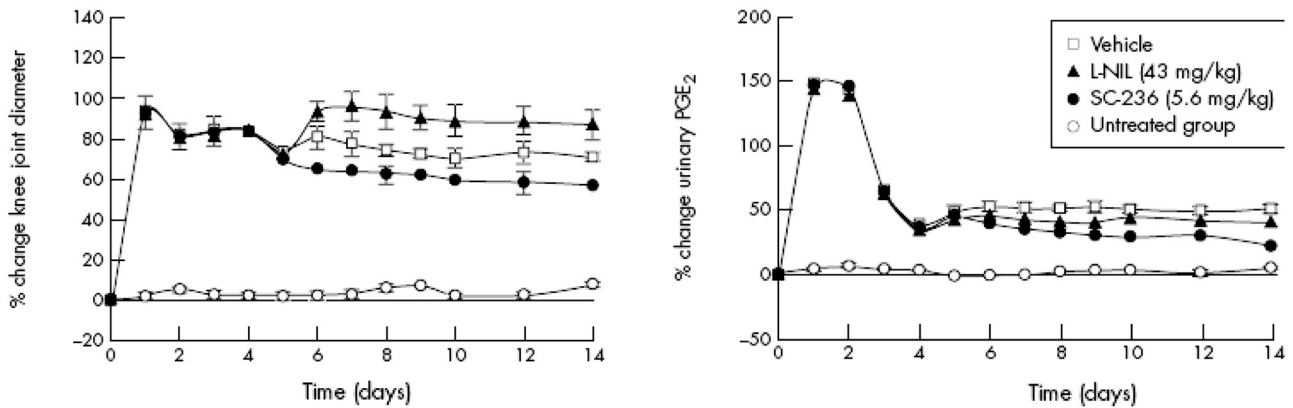 % change knee joint diameter
140
120
100
80
60
40
20
0
–20
0 2 4 6 8 10 12 14
Time (days)
% change urinary PGE2
200
150
100
50
0
–50
0 2 4 6 8 10 12 14
Time (days)
Vehicle
L-NIL (43 mg/kg)
SC-236 (5.6 mg/kg)
Untreated group